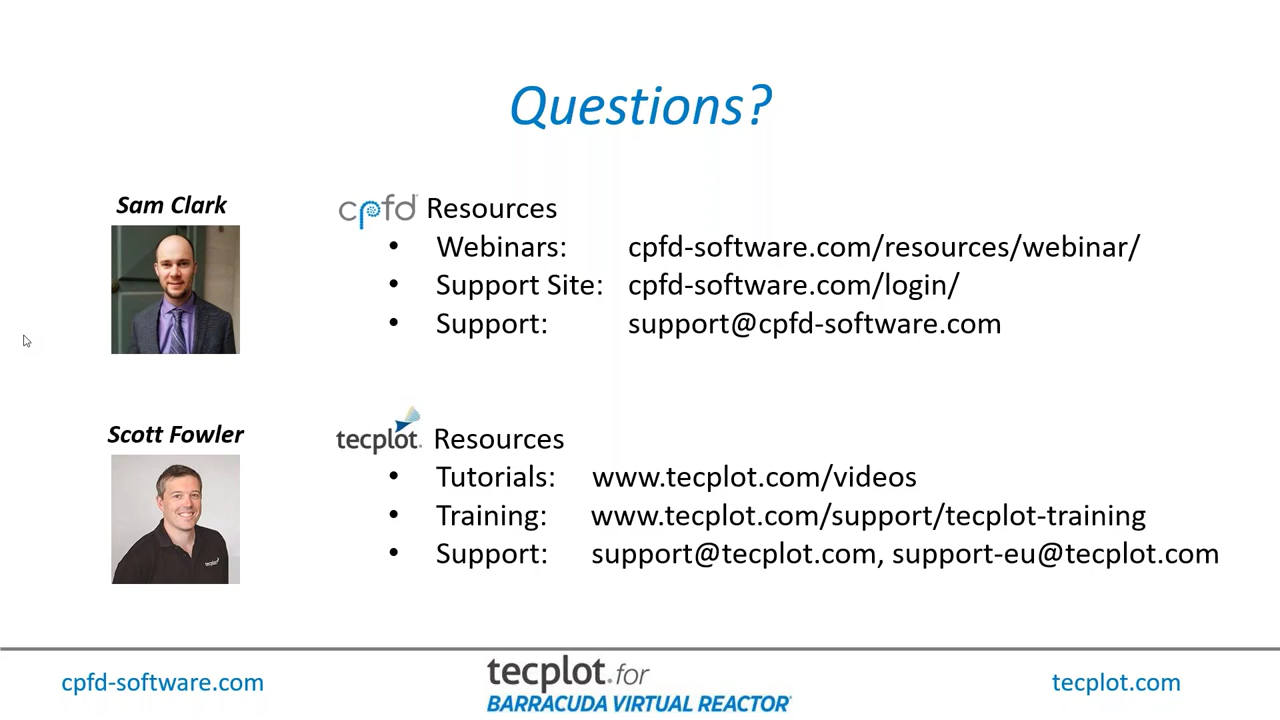 Questions?
Sam Clark
cpfd Resources
• Webinars: cpfd-software.com/resources/webinar/
• Support Site: cpfd-software.com/login/
• Support: support@cpfd-software.com
Scott Fowler
tecplot. Resources
• Tutorials: www.tecplot.com/videos
• Training: www.tecplot.com/support/tecplot-training
• Support: support@tecplot.com, support-eu@tecplot.com
cpfd-software.com
tecplot. for
BARRACUDA VIRTUAL REACTOR
tecplot.com